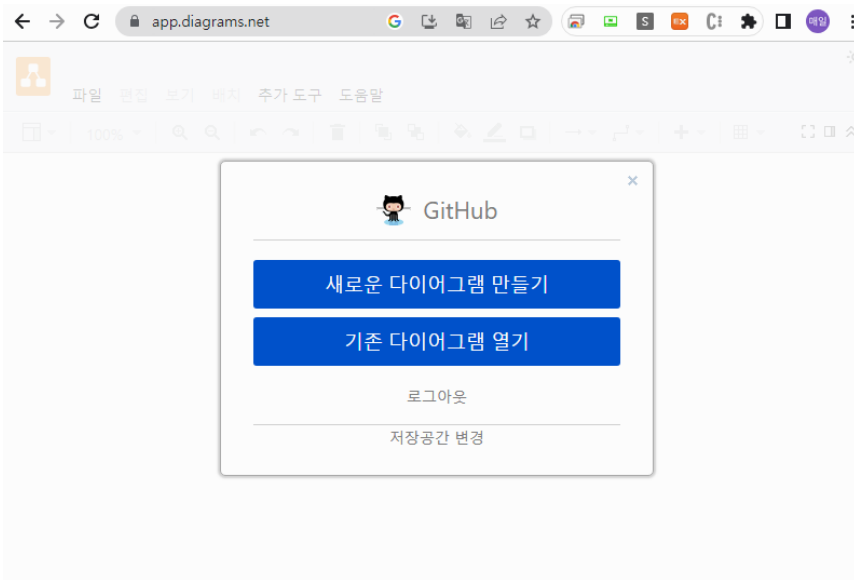 app.diagrams.net
매일
파일 편집 보기 배치 추가 도구 도움말
100%
GitHub
새로운 다이어그램 만들기
기존 다이어그램 열기
로그아웃
저장공간 변경